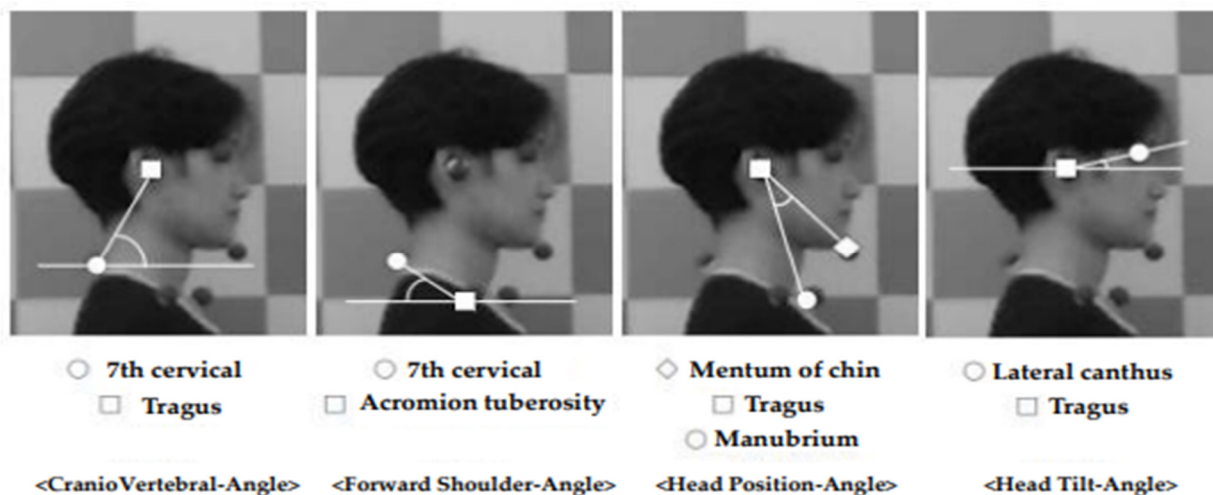 7th cervical
Tragus
<CranioVertebral-Angle>
7th cervical
Acromion tuberosity
<Forward Shoulder-Angle>
Mentum of chin
Tragus
Manubrium
<Head Position-Angle>
Lateral canthus
Tragus
<Head Tilt-Angle>